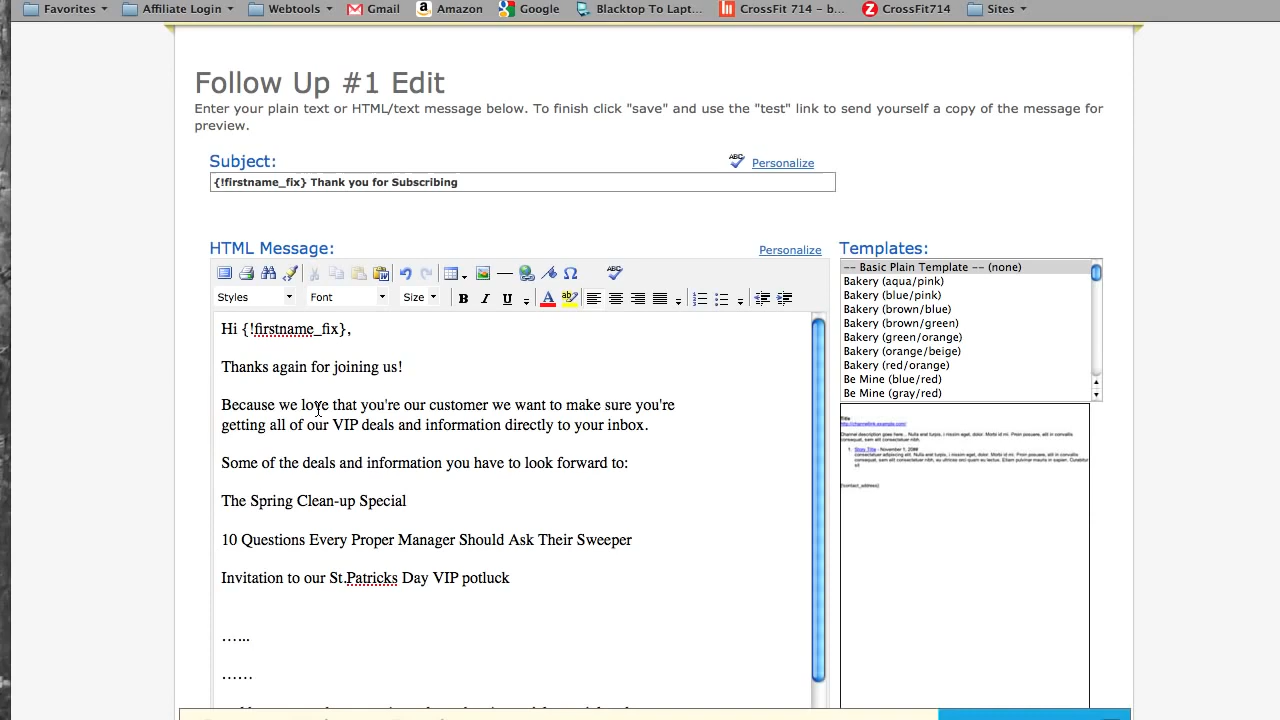 Favorites Affiliate Login Webtools Gmail Amazon Google Blacktop To Lapt... CrossFit 714 – b... CrossFit714 Sites
Follow Up #1 Edit
Enter your plain text or HTML/text message below. To finish click "save" and use the "test" link to send yourself a copy of the message for
preview.
Subject: ABC Personalize
{!firstname_fix} Thank you for Subscribing
HTML Message: Personalize
Styles Font Size B I U A ab
Hi {!firstname_fix},
Thanks again for joining us!
Because we love that you're our customer we want to make sure you're
getting all of our VIP deals and information directly to your inbox.
Some of the deals and information you have to look forward to:
The Spring Clean-up Special
10 Questions Every Proper Manager Should Ask Their Sweeper
Invitation to our St.Patricks Day VIP potluck
…...
……
Templates:
-- Basic Plain Template -- (none)
Bakery (aqua/pink)
Bakery (blue/pink)
Bakery (brown/blue)
Bakery (brown/green)
Bakery (green/orange)
Bakery (orange/beige)
Bakery (red/orange)
Be Mine (blue/red)
Be Mine (gray/red)
Title
http://channellink.example.com/